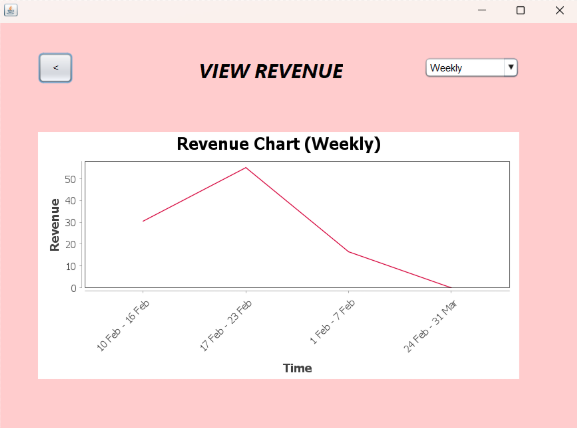 <
VIEW REVENUE
Weekly
Revenue Chart (Weekly)
Revenue
50
40
30
20
10
0
10 Feb - 16 Feb
17 Feb - 23 Feb
1 Feb - 7 Feb
24 Feb - 31 Mar
Time